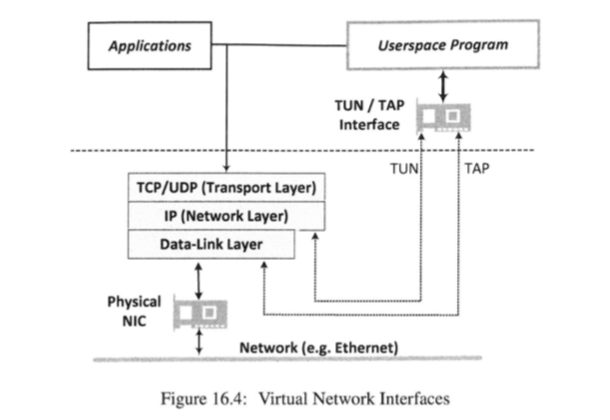 Applications
Userspace Program
TUN / TAP
Interface
TUN
TAP
TCP/UDP (Transport Layer)
IP (Network Layer)
Data-Link Layer
Physical
NIC
Network (e.g. Ethernet)
Figure 16.4: Virtual Network Interfaces